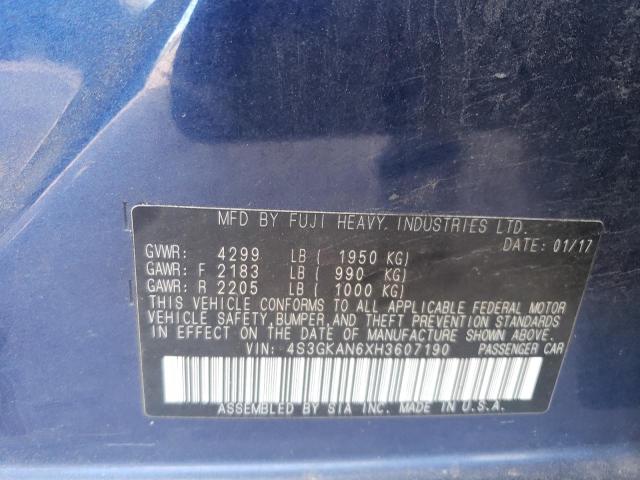 MFD BY FUJI HEAVY. INDUSTRIES LTD.
DATE: 01/17
GVWR: 4299 LB ( 1950 KG)
GAWR: F 2183 LB ( 990 KG)
GAWR: R 2205 LB ( 1000 KG)
THIS VEHICLE CONFORMS TO ALL APPLICABLE FEDERAL MOTOR
VEHICLE SAFETY, BUMPER AND THEFT PREVENTION STANDARDS
IN EFFECT ON THE DATE OF MANUFACTURE SHOWN ABOVE.
VIN: 4S3GKAN6XH3607190 PASSENGER CAR
ASSEMBLED BY SIA INC. MADE IN U.S.A.